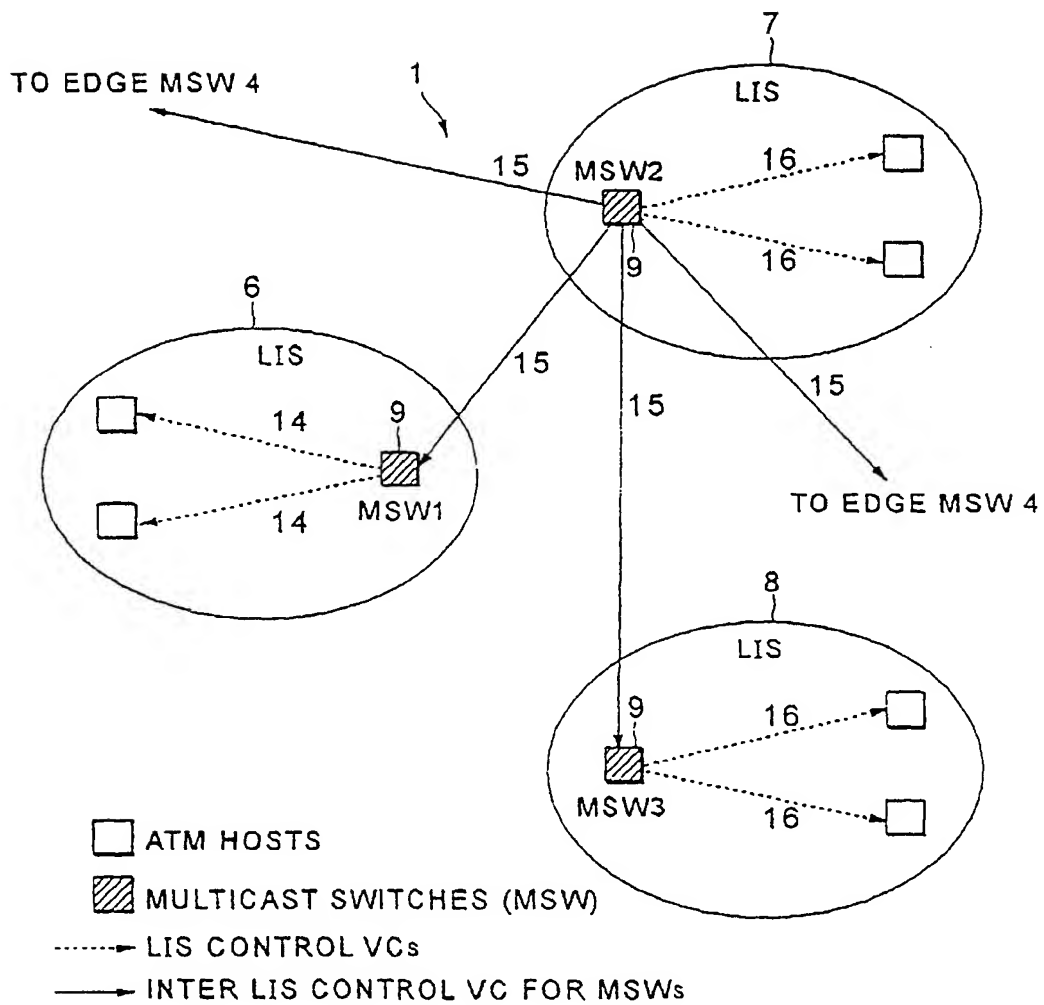 7
TO EDGE MSW 4
1
LIS
15
MSW2
16
9
16
6
LIS
15
15
15
14
9
14
MSW1
TO EDGE MSW 4
8
LIS
9
16
MSW3
16
ATM HOSTS
MULTICAST SWITCHES (MSW)
LIS CONTROL VCs
INTER LIS CONTROL VC FOR MSWs